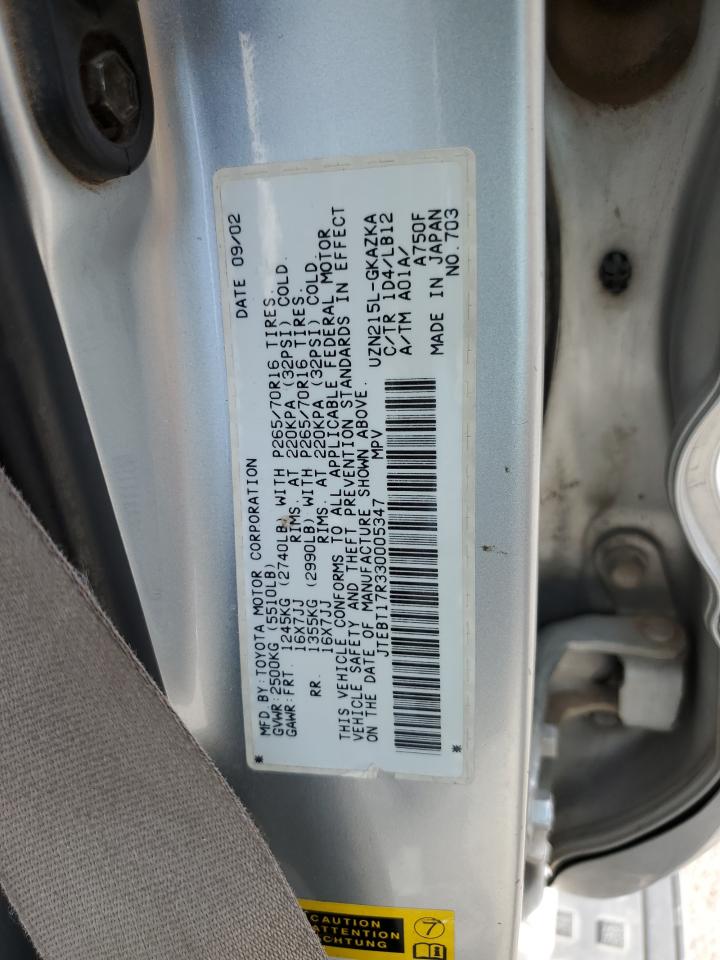 MFD BY:TOYOTA MOTOR CORPORATION DATE 09/02
GVWR:2500KG (5510LB)
GAWR:FRT. 1245KG (2740LB) WITH P265/70R16 TIRES.
16X7JJ RIMS. AT 220KPA (32PSI) COLD.
RR. 1355KG (2990LB) WITH P265/70R16 TIRES.
16X7JJ RIMS. AT 220KPA (32PSI) COLD.
THIS VEHICLE CONFORMS TO ALL APPLICABLE FEDERAL MOTOR
VEHICLE SAFETY AND THEFT PREVENTION STANDARDS IN EFFECT
ON THE DATE OF MANUFACTURE SHOWN ABOVE.
JTEBT17R330005347 MPV
UZN215L-GKAZKA
C/TR 1D4/LB12
A/TM A01A/
A750F
MADE IN JAPAN
NO.703
CAUTION
ATTENTION
ACHTUNG
7